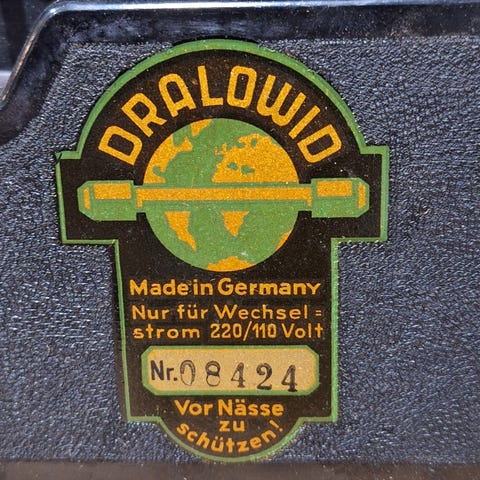 DRALOWID
Made in Germany
Nur für Wechsel=
strom 220/110 Volt
Nr. 08424
Vor Nässe
zu
schützen!